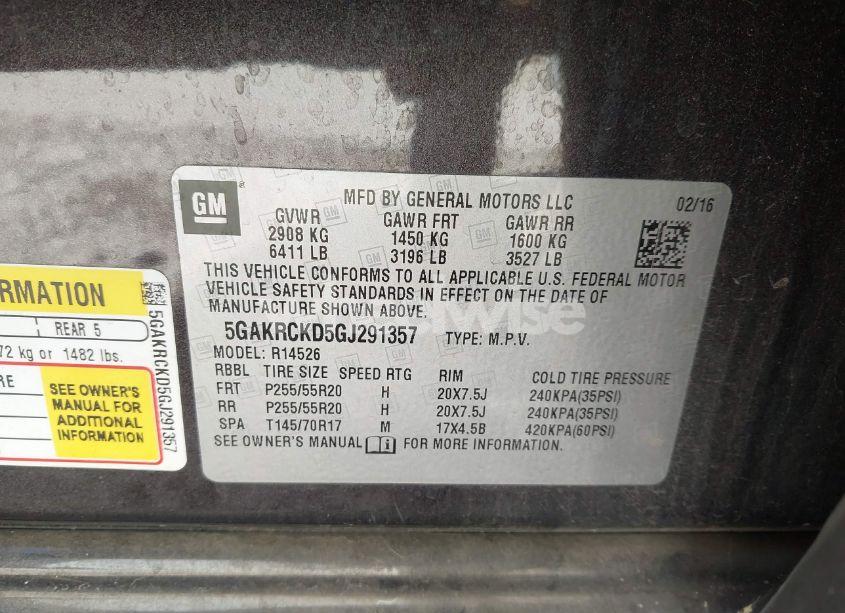 GM
MFD BY GENERAL MOTORS LLC 02/16
GVWR GAWR FRT GAWR RR
2908 KG 1450 KG 1600 KG
6411 LB 3196 LB 3527 LB
THIS VEHICLE CONFORMS TO ALL APPLICABLE U.S. FEDERAL MOTOR
VEHICLE SAFETY STANDARDS IN EFFECT ON THE DATE OF
MANUFACTURE SHOWN ABOVE.
5GAKRCKD5GJ291357 TYPE: M.P.V.
MODEL: R14526
RBBL TIRE SIZE SPEED RTG RIM COLD TIRE PRESSURE
FRT P255/55R20 H 20X7.5J 240KPA(35PSI)
RR P255/55R20 H 20X7.5J 240KPA(35PSI)
SPA T145/70R17 M 17X4.5B 420KPA(60PSI)
SEE OWNER'S MANUAL FOR MORE INFORMATION.
RMATION
REAR 5
72 kg or 1482 lbs.
RE
SEE OWNER'S
MANUAL FOR
ADDITIONAL
INFORMATION
5GAKRCKD5GJ291357